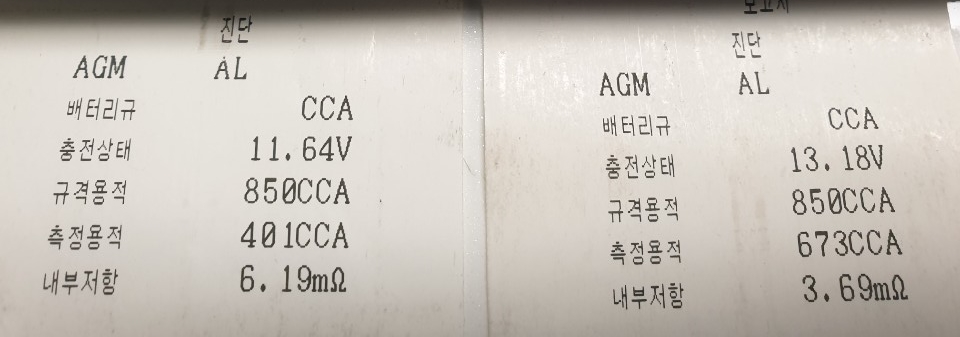 진단
AGM AL
배터리규 CCA
충전상태 11.64V
규격용적 850CCA
측정용적 401CCA
내부저항 6.19mΩ
보고서
진단
AGM AL
배터리규 CCA
충전상태 13.18V
규격용적 850CCA
측정용적 673CCA
내부저항 3.69mΩ